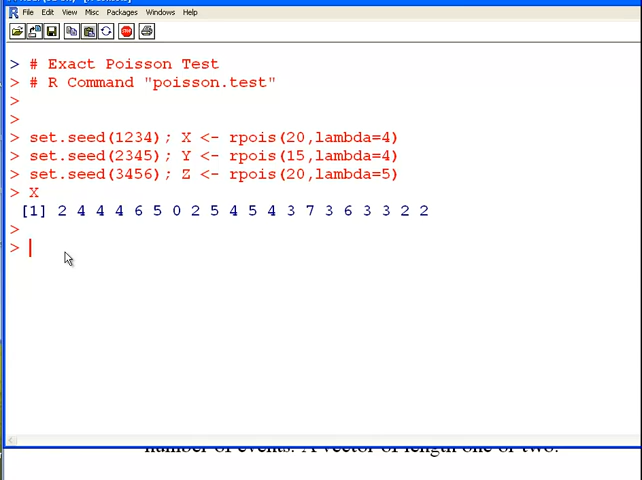 File Edit View Misc Packages Windows Help
> # Exact Poisson Test
> # R Command "poisson.test"
>
>
> set.seed(1234); X <- rpois(20,lambda=4)
> set.seed(2345); Y <- rpois(15,lambda=4)
> set.seed(3456); Z <- rpois(20,lambda=5)
> X
[1] 2 4 4 4 6 5 0 2 5 4 5 4 3 7 3 6 3 3 2 2
>
>
number of events. A vector of length one or two.